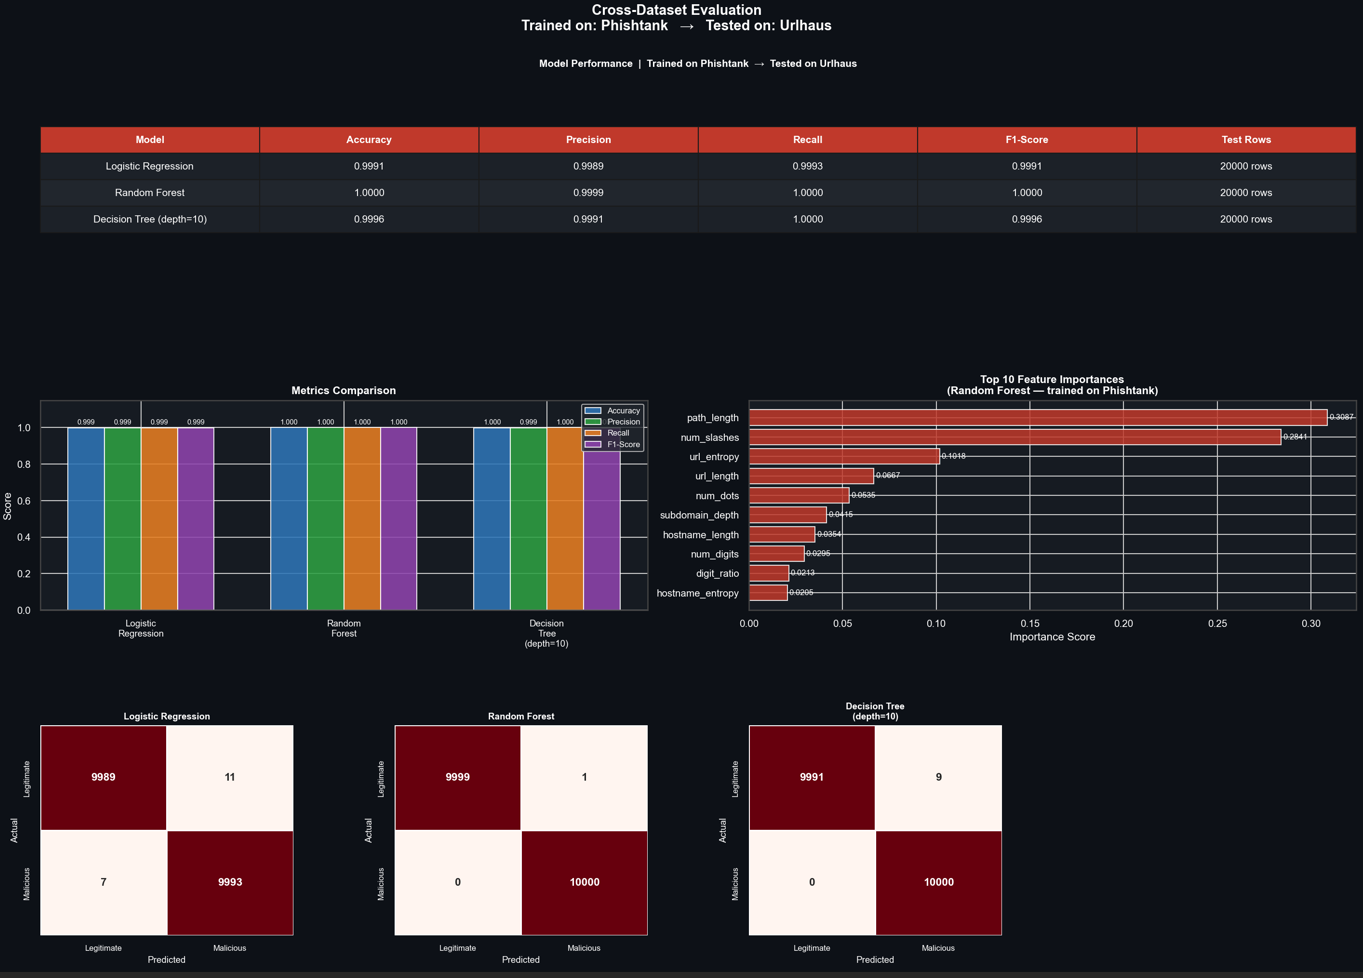 Cross-Dataset Evaluation
Trained on: Phishtank → Tested on: Urlhaus
Model Performance | Trained on Phishtank → Tested on Urlhaus
Model Accuracy Precision Recall F1-Score Test Rows
Logistic Regression 0.9991 0.9989 0.9993 0.9991 20000 rows
Random Forest 1.0000 0.9999 1.0000 1.0000 20000 rows
Decision Tree (depth=10) 0.9996 0.9991 1.0000 0.9996 20000 rows
Metrics Comparison
Accuracy
Precision
Recall
F1-Score
0.999 0.999 0.999 0.999 1.000 1.000 1.000 1.000 1.000 0.999 1.000
1.0
0.8
0.6
0.4
0.2
0.0
Score
Logistic
Regression
Random
Forest
Decision
Tree
(depth=10)
Top 10 Feature Importances
(Random Forest — trained on Phishtank)
path_length 0.3087
num_slashes 0.2841
url_entropy 0.1018
url_length 0.0667
num_dots 0.0535
subdomain_depth 0.0415
hostname_length 0.0354
num_digits 0.0295
digit_ratio 0.0213
hostname_entropy 0.0205
0.00 0.05 0.10 0.15 0.20 0.25 0.30
Importance Score
Logistic Regression
Actual
Legitimate 9989 11
Malicious 7 9993
Legitimate Malicious
Predicted
Random Forest
Actual
Legitimate 9999 1
Malicious 0 10000
Legitimate Malicious
Predicted
Decision Tree
(depth=10)
Actual
Legitimate 9991 9
Malicious 0 10000
Legitimate Malicious
Predicted